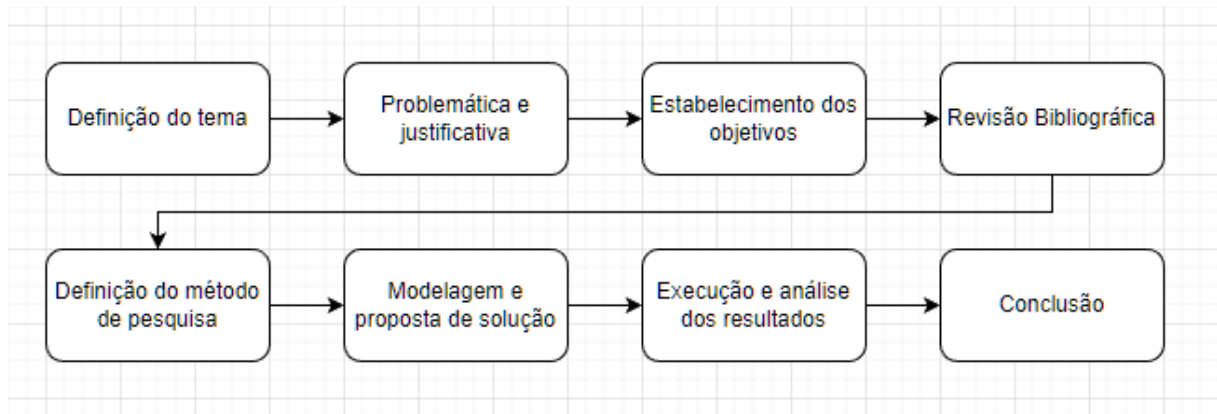 Definição do tema
Problemática e
justificativa
Estabelecimento dos
objetivos
Revisão Bibliográfica
Definição do método
de pesquisa
Modelagem e
proposta de solução
Execução e análise
dos resultados
Conclusão